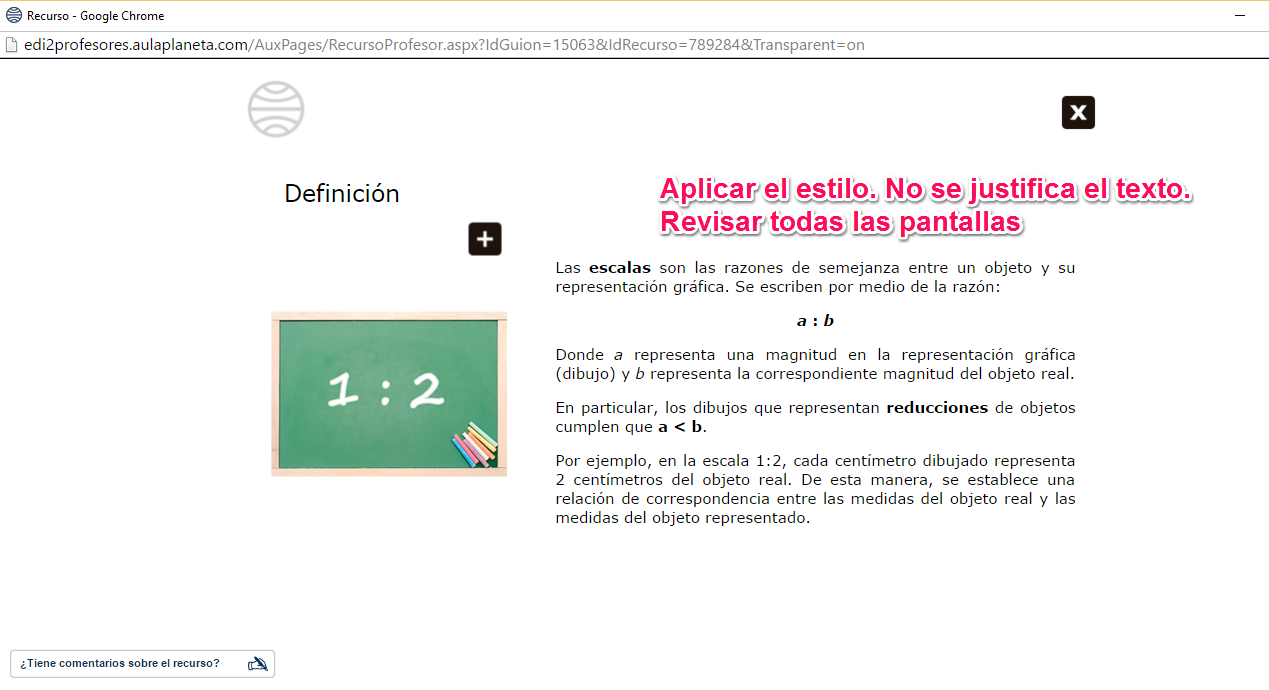 Recurso - Google Chrome
edi2profesores.aulaplaneta.com/AuxPages/RecursoProfesor.aspx?IdGuion=15063&IdRecurso=789284&Transparent=on
X
Definición
Aplicar el estilo. No se justifica el texto.
Revisar todas las pantallas
+
Las escalas son las razones de semejanza entre un objeto y su
representación gráfica. Se escriben por medio de la razón:
a : b
Donde a representa una magnitud en la representación gráfica
(dibujo) y b representa la correspondiente magnitud del objeto real.
1 : 2
En particular, los dibujos que representan reducciones de objetos
cumplen que a < b.
Por ejemplo, en la escala 1:2, cada centímetro dibujado representa
2 centímetros del objeto real. De esta manera, se establece una
relación de correspondencia entre las medidas del objeto real y las
medidas del objeto representado.
¿Tiene comentarios sobre el recurso?